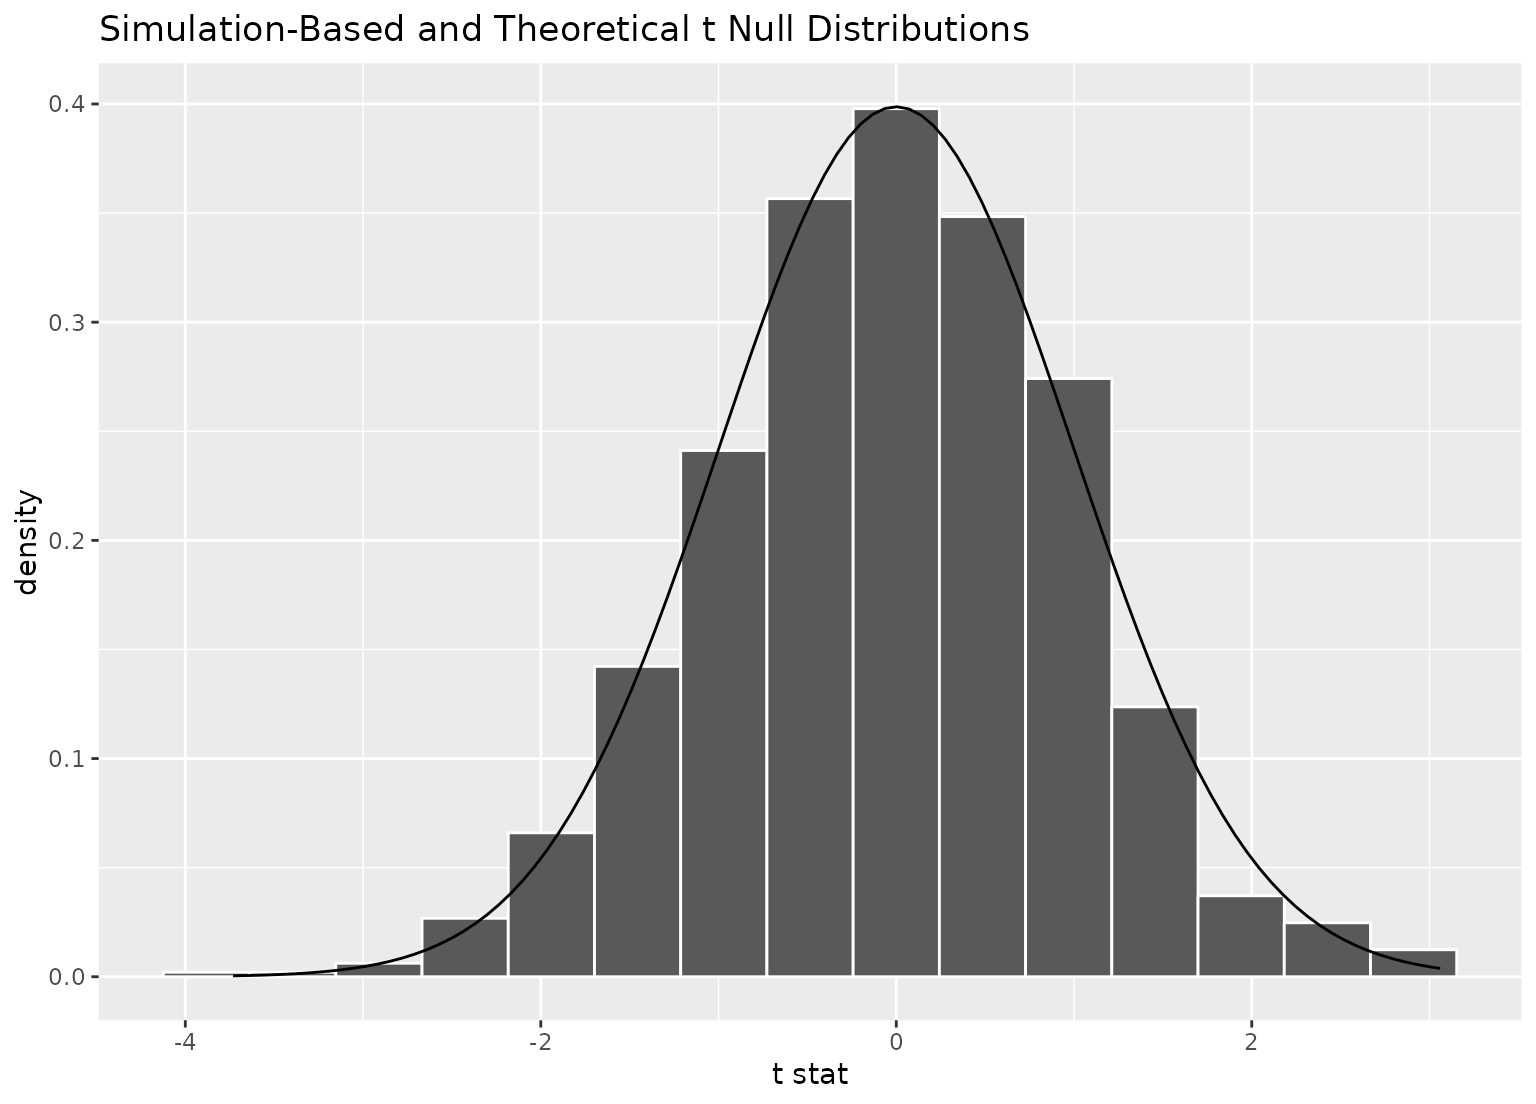 Simulation-Based and Theoretical t Null Distributions
density
0.4
0.3
0.2
0.1
0.0
-4 -2 0 2
t stat